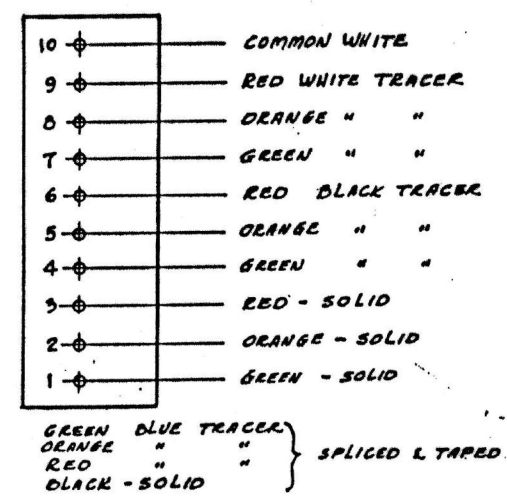 10 COMMON WHITE
9 RED WHITE TRACER
8 ORANGE " "
7 GREEN " "
6 RED BLACK TRACER
5 ORANGE " "
4 GREEN " "
3 RED - SOLID
2 ORANGE - SOLID
1 GREEN - SOLID
GREEN BLUE TRACER
ORANGE " "
RED " "
BLACK - SOLID
SPLICED & TAPED